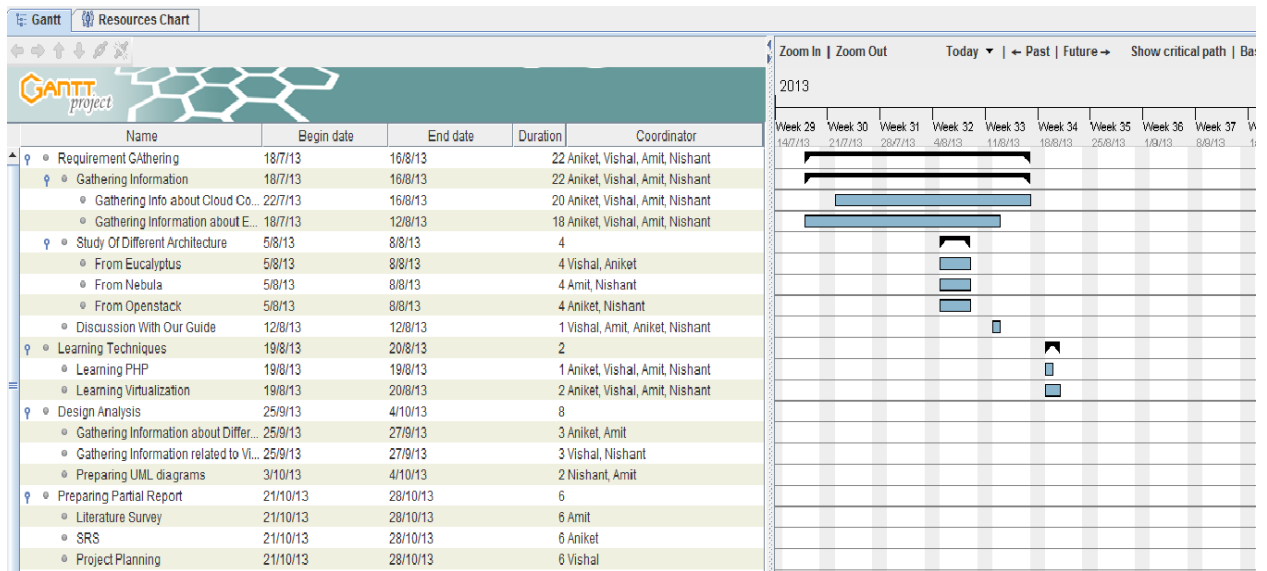 Gantt Resources Chart
Zoom In | Zoom Out Today ▼ | ← Past | Future → Show critical path | Ba
GANTT project
2013
Week 29 Week 30 Week 31 Week 32 Week 33 Week 34 Week 35 Week 36 Week 37
14/7/13 21/7/13 28/7/13 4/8/13 11/8/13 18/8/13 25/8/13 1/9/13 8/9/13
Name Begin date End date Duration Coordinator
Requirement GAthering 18/7/13 16/8/13 22 Aniket, Vishal, Amit, Nishant
Gathering Information 18/7/13 16/8/13 22 Aniket, Vishal, Amit, Nishant
Gathering Info about Cloud Co... 22/7/13 16/8/13 20 Aniket, Vishal, Amit, Nishant
Gathering Information about E... 18/7/13 12/8/13 18 Aniket, Vishal, Amit, Nishant
Study Of Different Architecture 5/8/13 8/8/13 4
From Eucalyptus 5/8/13 8/8/13 4 Vishal, Aniket
From Nebula 5/8/13 8/8/13 4 Amit, Nishant
From Openstack 5/8/13 8/8/13 4 Aniket, Nishant
Discussion With Our Guide 12/8/13 12/8/13 1 Vishal, Amit, Aniket, Nishant
Learning Techniques 19/8/13 20/8/13 2
Learning PHP 19/8/13 19/8/13 1 Aniket, Vishal, Amit, Nishant
Learning Virtualization 19/8/13 20/8/13 2 Aniket, Vishal, Amit, Nishant
Design Analysis 25/9/13 4/10/13 8
Gathering Information about Differ... 25/9/13 27/9/13 3 Aniket, Amit
Gathering Information related to Vi... 25/9/13 27/9/13 3 Vishal, Nishant
Preparing UML diagrams 3/10/13 4/10/13 2 Nishant, Amit
Preparing Partial Report 21/10/13 28/10/13 6
Literature Survey 21/10/13 28/10/13 6 Amit
SRS 21/10/13 28/10/13 6 Aniket
Project Planning 21/10/13 28/10/13 6 Vishal